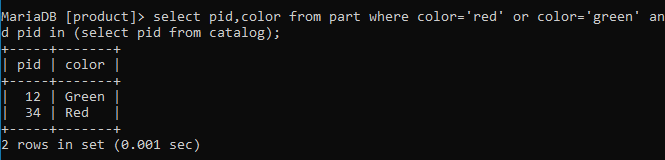 MariaDB [product]> select pid,color from part where color='red' or color='green' an
d pid in (select pid from catalog);
+-----+-------+
| pid | color |
+-----+-------+
|  12 | Green |
|  34 | Red   |
+-----+-------+
2 rows in set (0.001 sec)